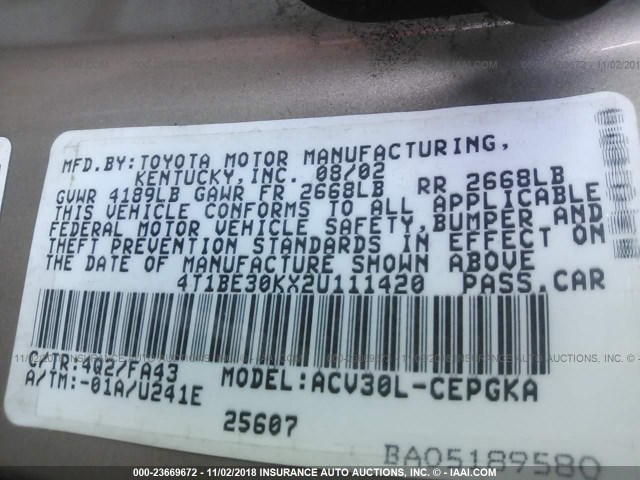 MFD.BY:TOYOTA MOTOR MANUFACTURING,
KENTUCKY,INC. 08/02
GVWR 4189LB GAWR FR 2668LB RR 2668LB
THIS VEHICLE CONFORMS TO ALL APPLICABLE
FEDERAL MOTOR VEHICLE SAFETY,BUMPER AND
THEFT PREVENTION STANDARDS IN EFFECT ON
THE DATE OF MANUFACTURE SHOWN ABOVE
4T1BE30KX2U111420 PASS.CAR
C/TR:4Q2/FA43
A/TM:-01A/U241E
MODEL:ACV30L-CEPGKA
25607
BA05189580
000-23669672 - 11/02/2018 INSURANCE AUTO AUCTIONS, INC. - IAAI.COM